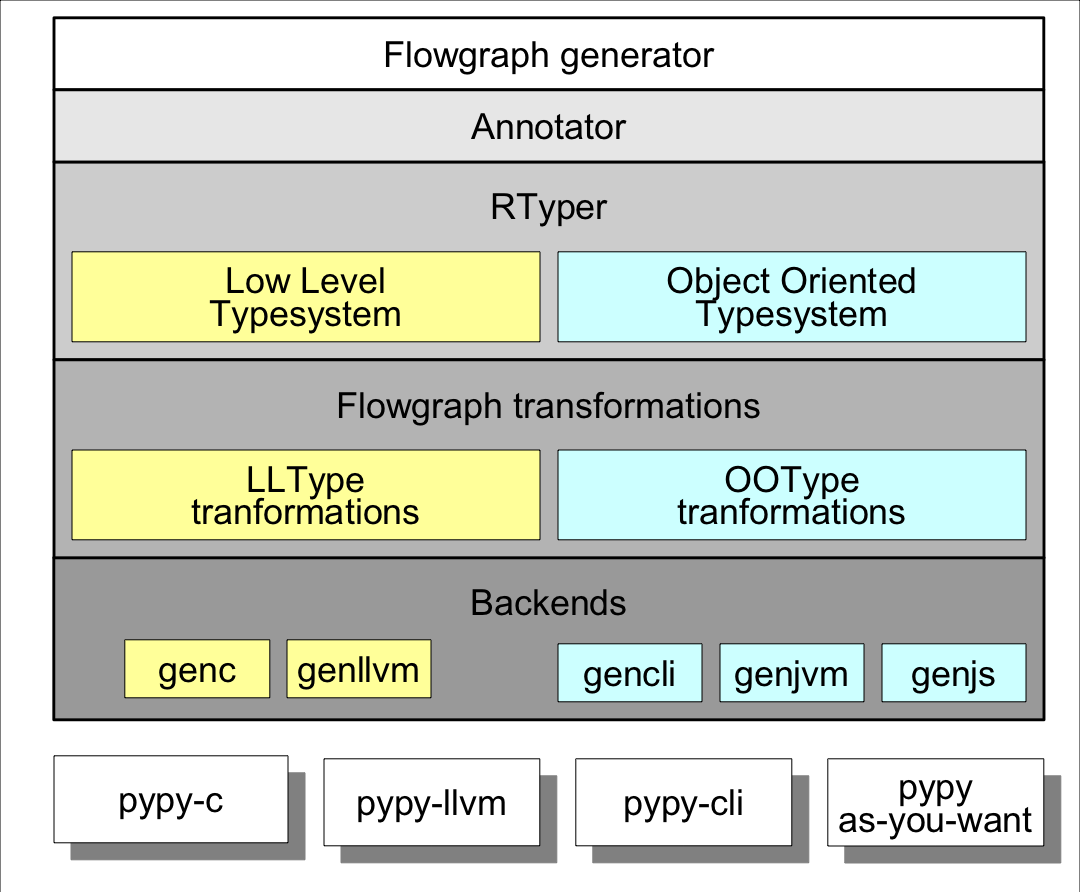 Flowgraph generator
Annotator
RTyper
Low Level
Typesystem
Object Oriented
Typesystem
Flowgraph transformations
LLType
tranformations
OOType
tranformations
Backends
genc
genllvm
gencli
genjvm
genjs
pypy-c
pypy-llvm
pypy-cli
pypy
as-you-want